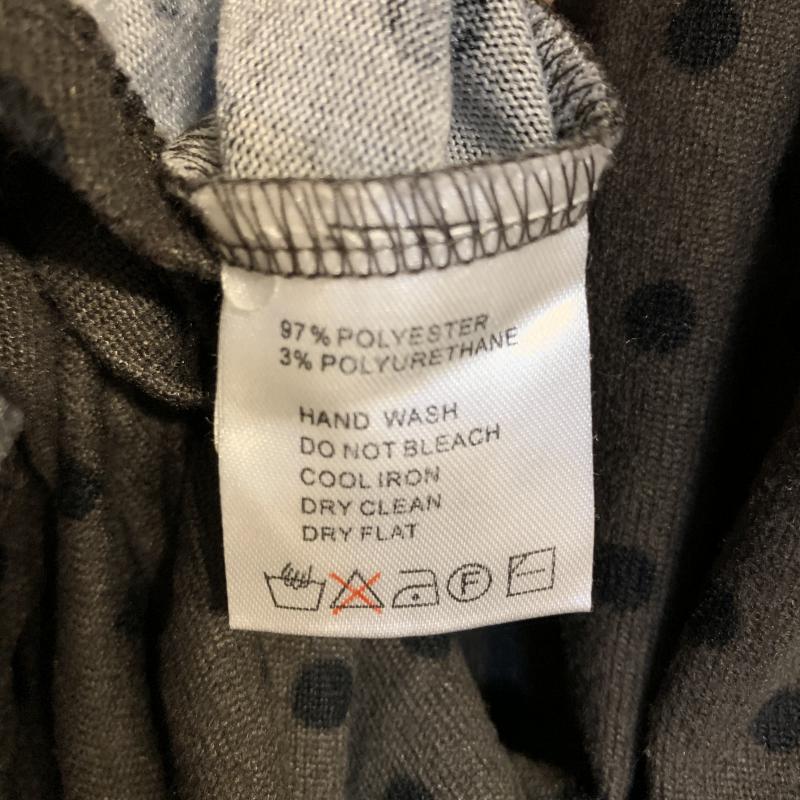 97% POLYESTER
3% POLYURETHANE
HAND WASH
DO NOT BLEACH
COOL IRON
DRY CLEAN
DRY FLAT
F